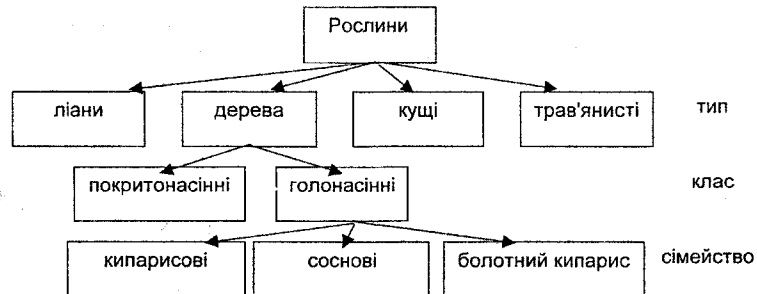 Рослини
ліани дерева кущі трав'янисті тип
покритонасінні голонасінні клас
кипарисові соснові болотний кипарис сімейство